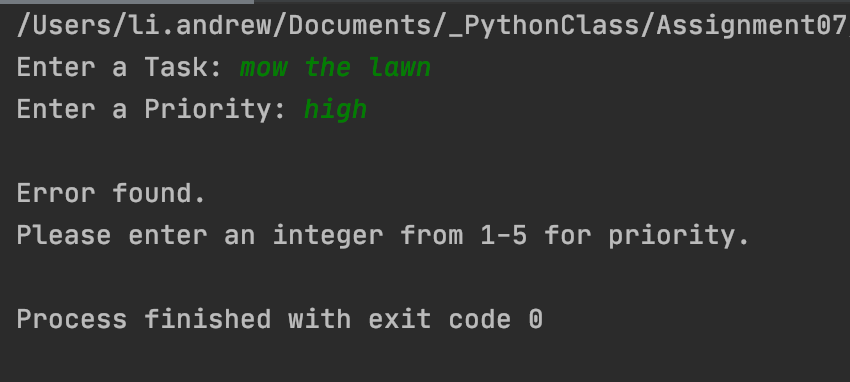 /Users/li.andrew/Documents/_PythonClass/Assignment07
Enter a Task: mow the lawn
Enter a Priority: high
Error found.
Please enter an integer from 1-5 for priority.
Process finished with exit code 0